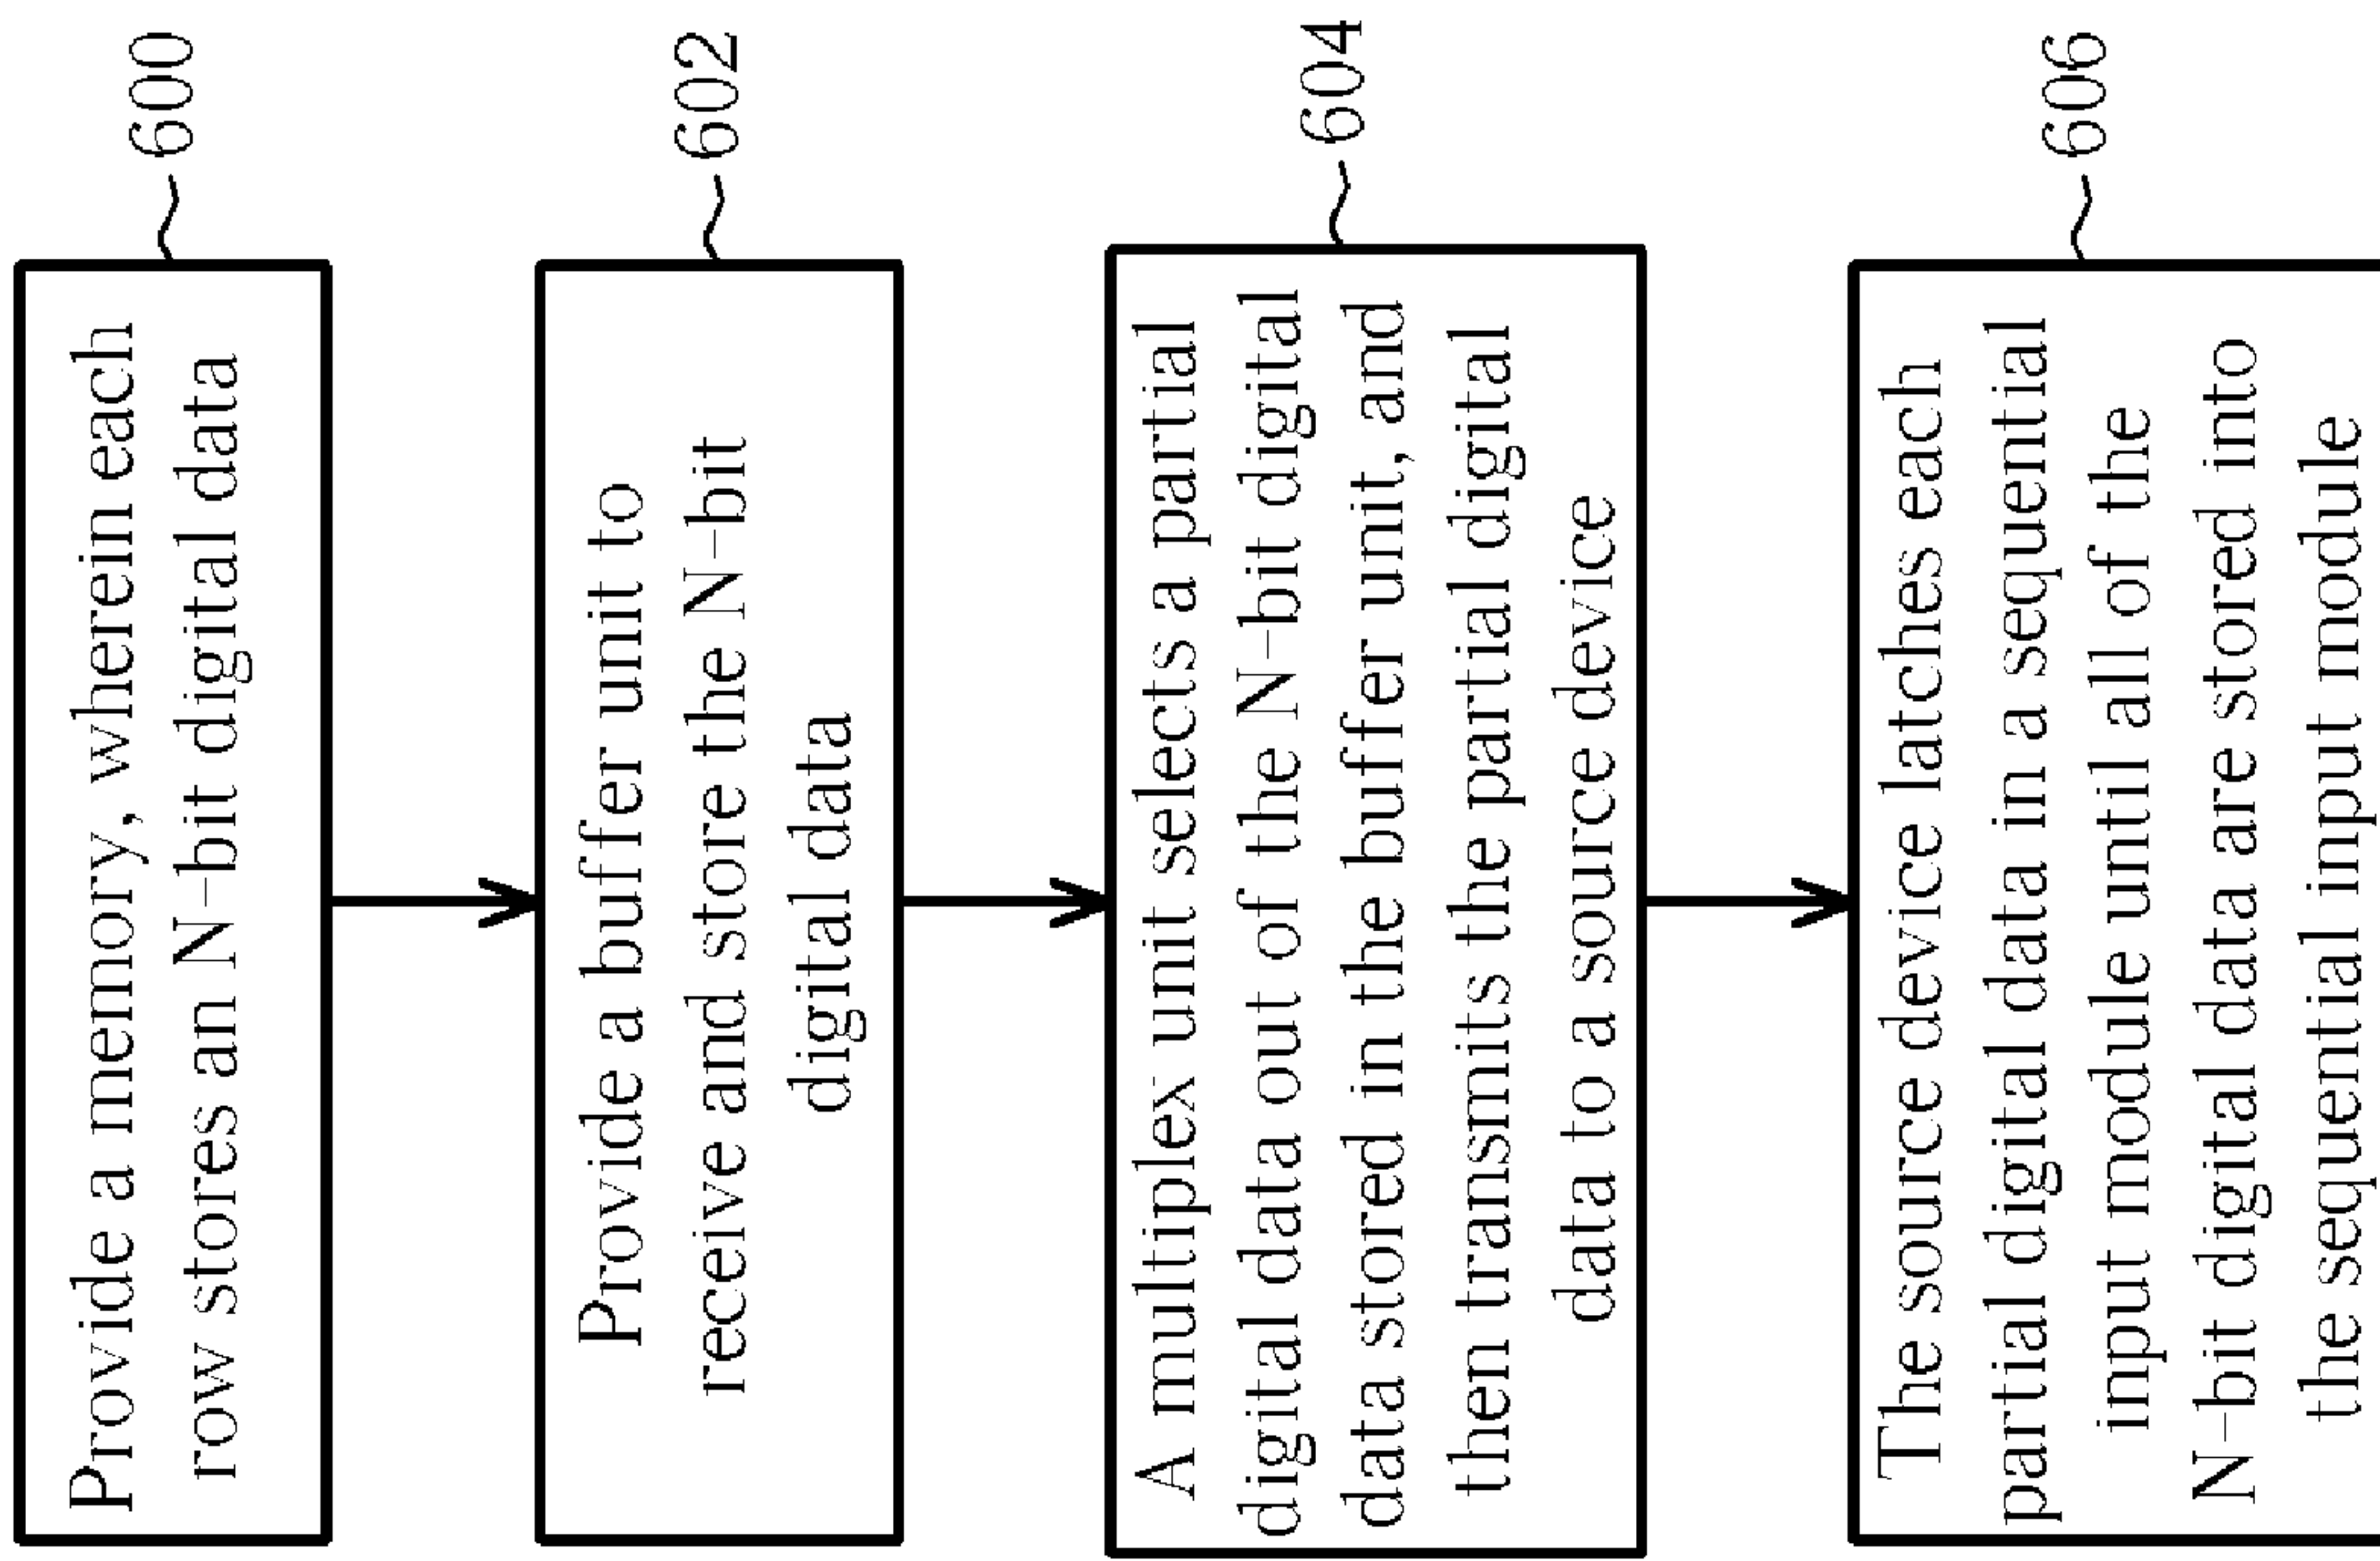 Provide a memory, wherein each
row stores an N-bit digital data
600
Provide a buffer unit to
receive and store the N-bit
digital data
602
A multiplex unit selects a partial
digital data out of the N-bit digital
data stored in the buffer unit, and
then transmits the partial digital
data to a source device
604
The source device latches each
partial digital data in a sequential
input module until all of the
N-bit digital data are stored into
the sequential input module
606